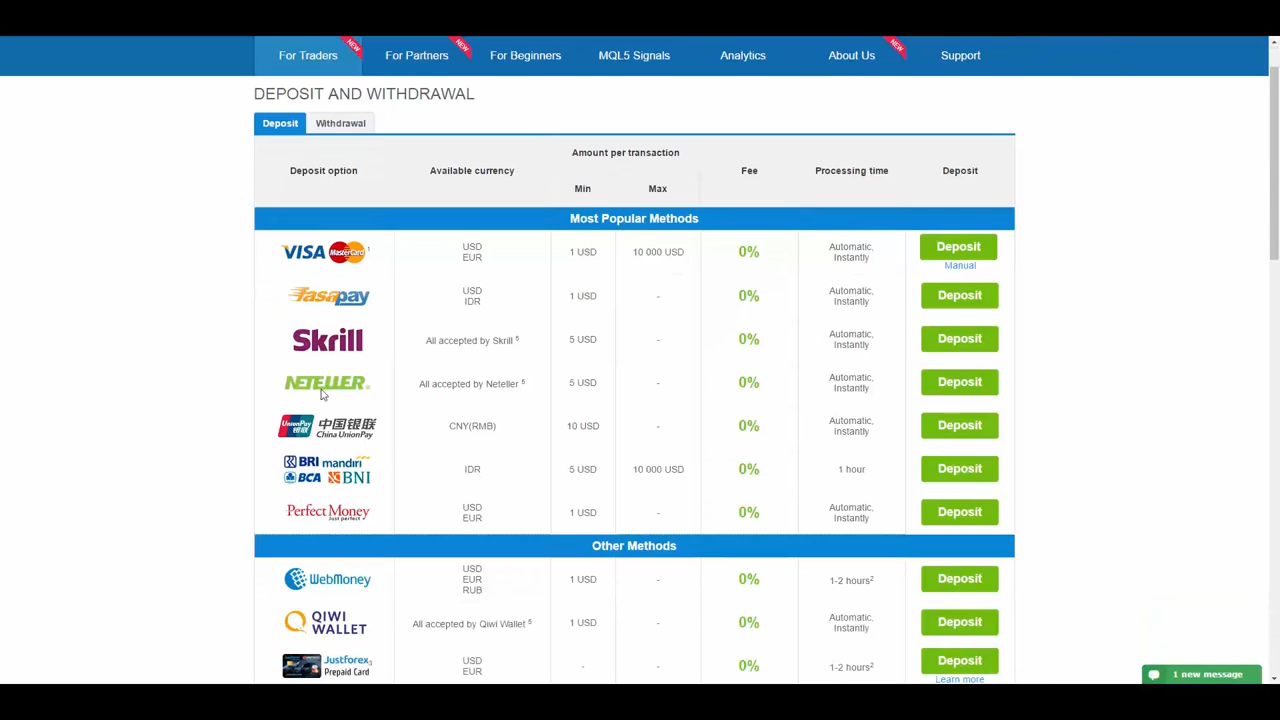 For Traders NEW For Partners NEW For Beginners MQL5 Signals Analytics About Us NEW Support
DEPOSIT AND WITHDRAWAL
Deposit Withdrawal
Amount per transaction
Deposit option Available currency Fee Processing time Deposit
Min Max
Most Popular Methods
VISA MasterCard 1 USD EUR 1 USD 10 000 USD 0% Automatic, Instantly Deposit
Manual
fasapay USD IDR 1 USD - 0% Automatic, Instantly Deposit
Skrill All accepted by Skrill 5 5 USD - 0% Automatic, Instantly Deposit
NETELLER All accepted by Neteller 5 5 USD - 0% Automatic, Instantly Deposit
UnionPay 银联 中国银联 China UnionPay CNY(RMB) 10 USD - 0% Automatic, Instantly Deposit
BRI mandiri BCA BNI IDR 5 USD 10 000 USD 0% 1 hour Deposit
Perfect Money Just perfect USD EUR 1 USD - 0% Automatic, Instantly Deposit
Other Methods
WebMoney USD EUR RUB 1 USD - 0% 1-2 hours2 Deposit
QIWI WALLET All accepted by Qiwi Wallet 5 1 USD - 0% Automatic, Instantly Deposit
Justforex Prepaid Card USD EUR - - 0% 1-2 hours2 Deposit
Learn more
1 new message